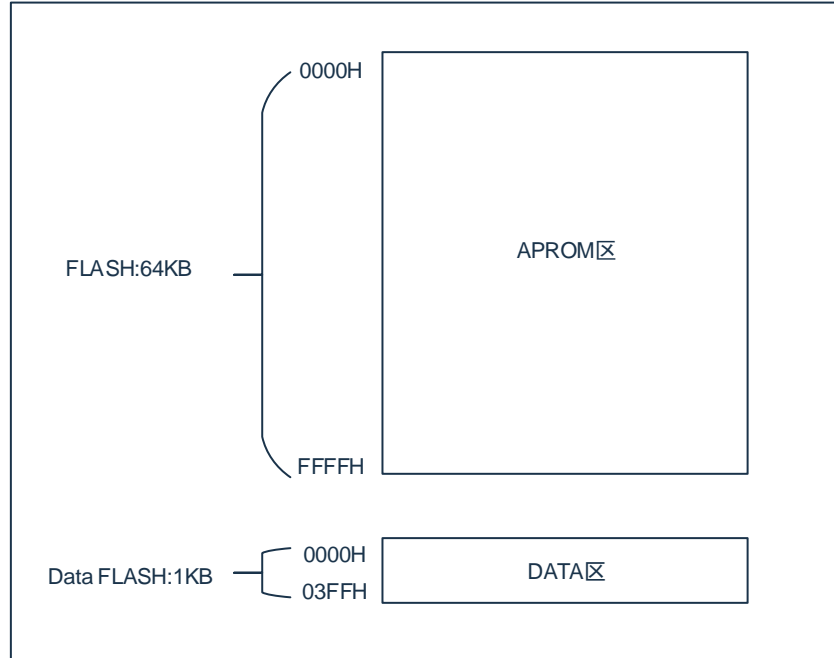 0000H
APROM区
FLASH:64KB
FFFFH
0000H
DATA区
Data FLASH:1KB
03FFH